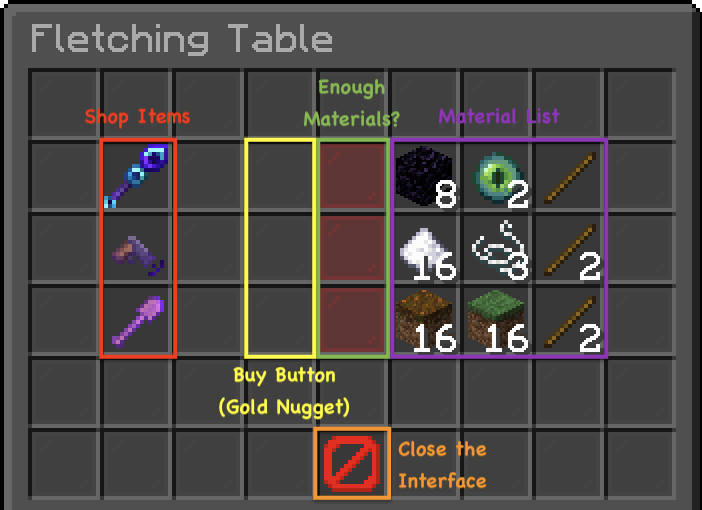 Fletching Table
Enough
Materials?
Shop Items
Material List
8
2
16
3
2
16
16
2
Buy Button
(Gold Nugget)
Close the
Interface